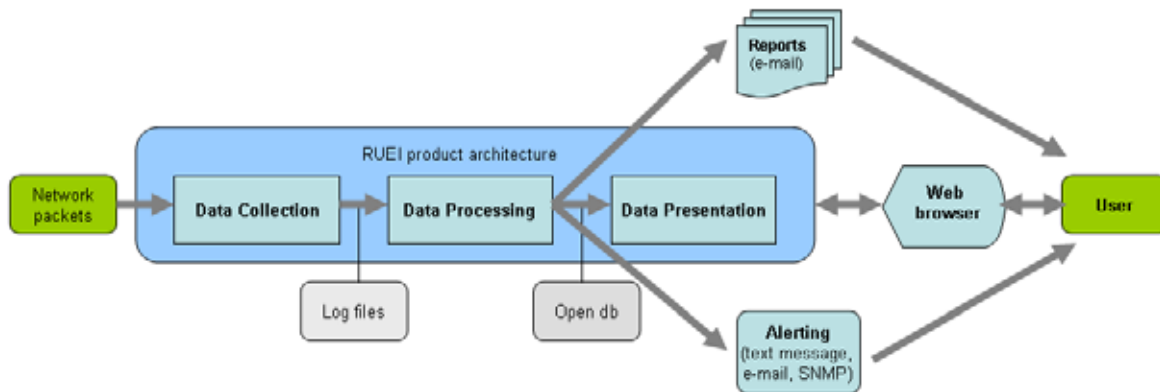 Reports
(e-mail)
RUEI product architecture
Network
packets
Data Collection
Data Processing
Data Presentation
Web
browser
User
Log files
Open db
Alerting
(text message,
e-mail, SNMP)